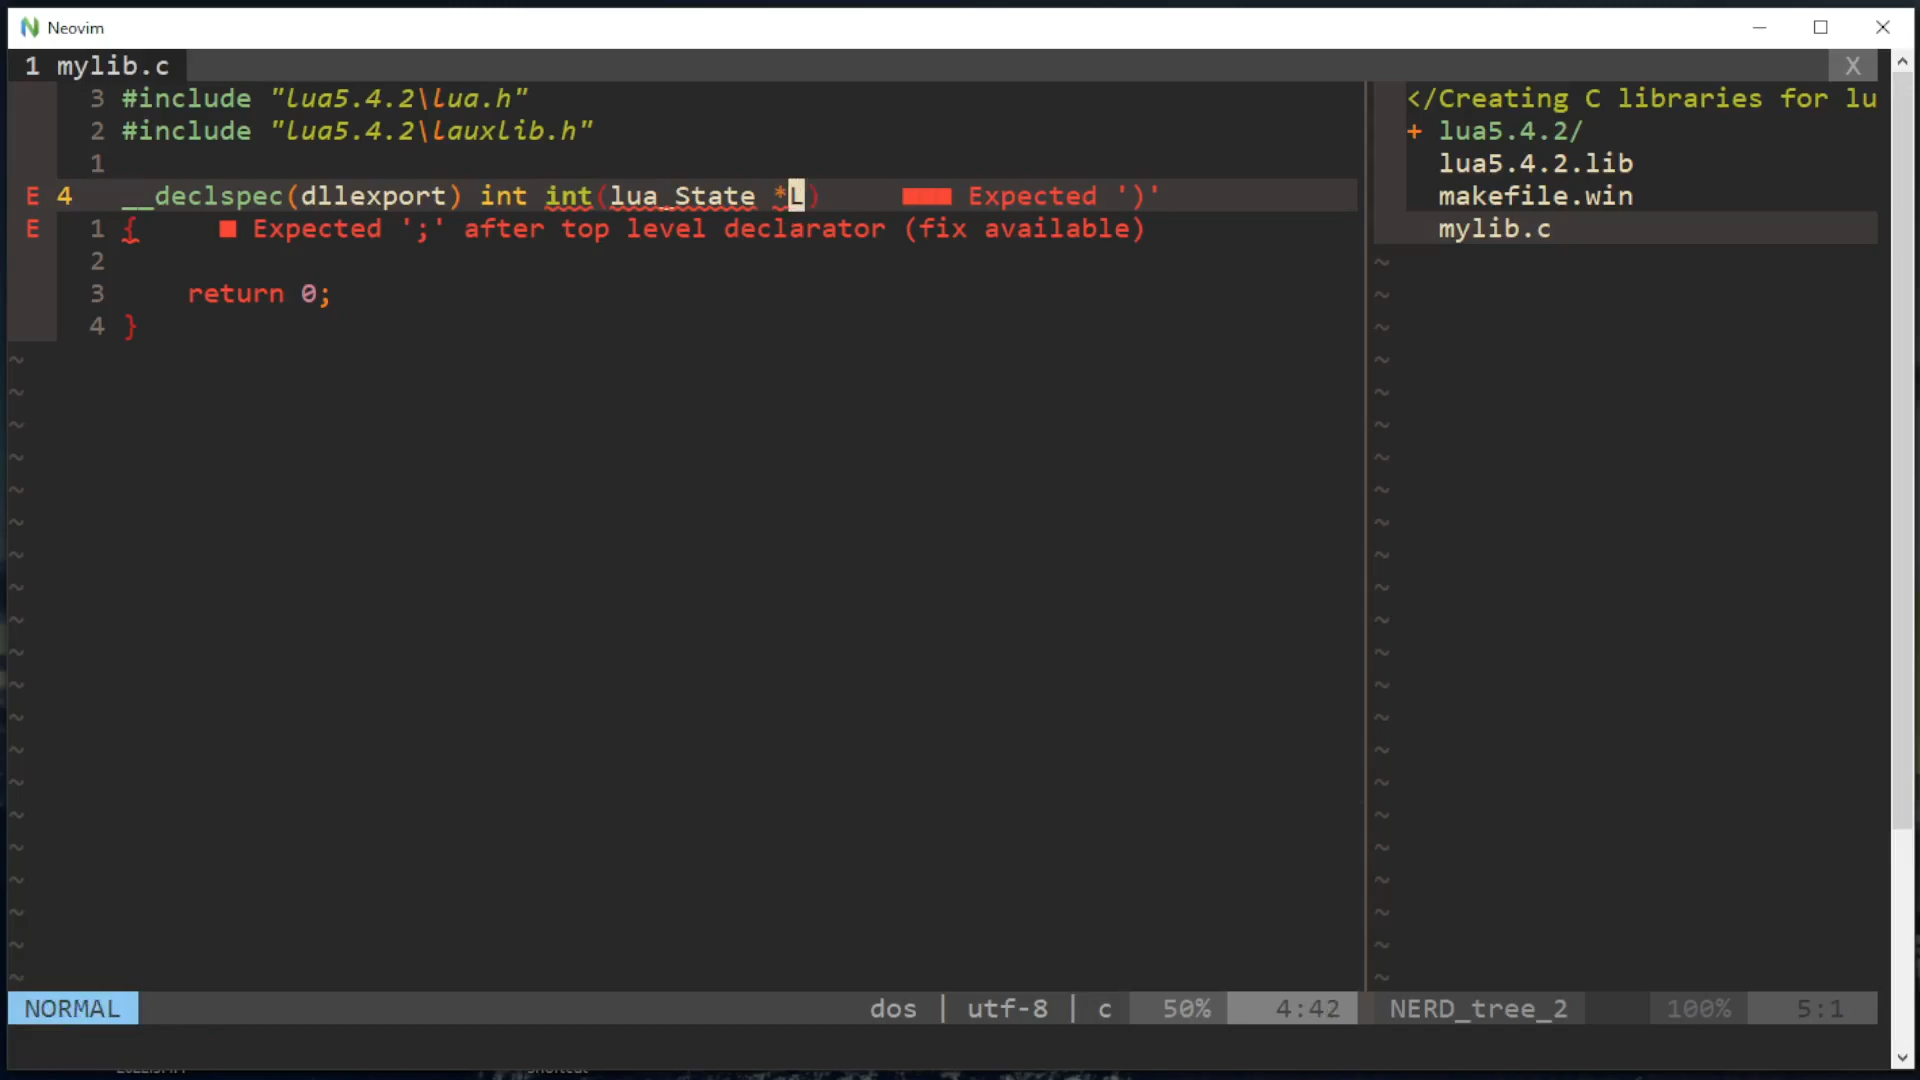 Neovim
1 mylib.c
X
3 #include "lua5.4.2\lua.h"
2 #include "lua5.4.2\lauxlib.h"
1
E 4 __declspec(dllexport) int int(lua_State *L) ■■■ Expected ')'
E 1 { ■ Expected ';' after top level declarator (fix available)
2
3 return 0;
4 }
</Creating C libraries for lu
+ lua5.4.2/
lua5.4.2.lib
makefile.win
mylib.c
NORMAL dos | utf-8 | c 50% 4:42
NERD_tree_2 100% 5:1